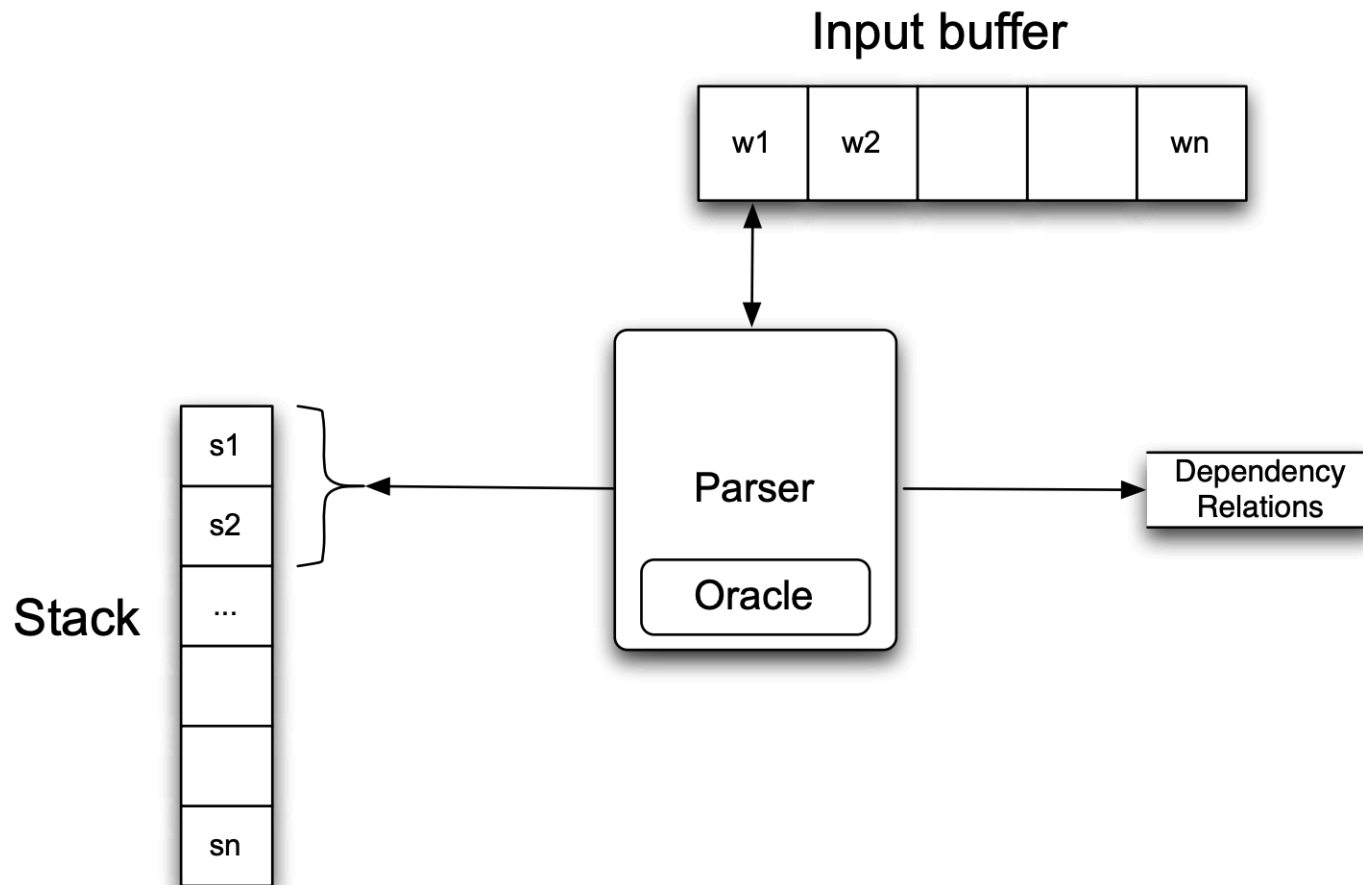 Input buffer
w1 w2 wn
s1
s2
...
sn
Stack
Parser
Oracle
Dependency
Relations